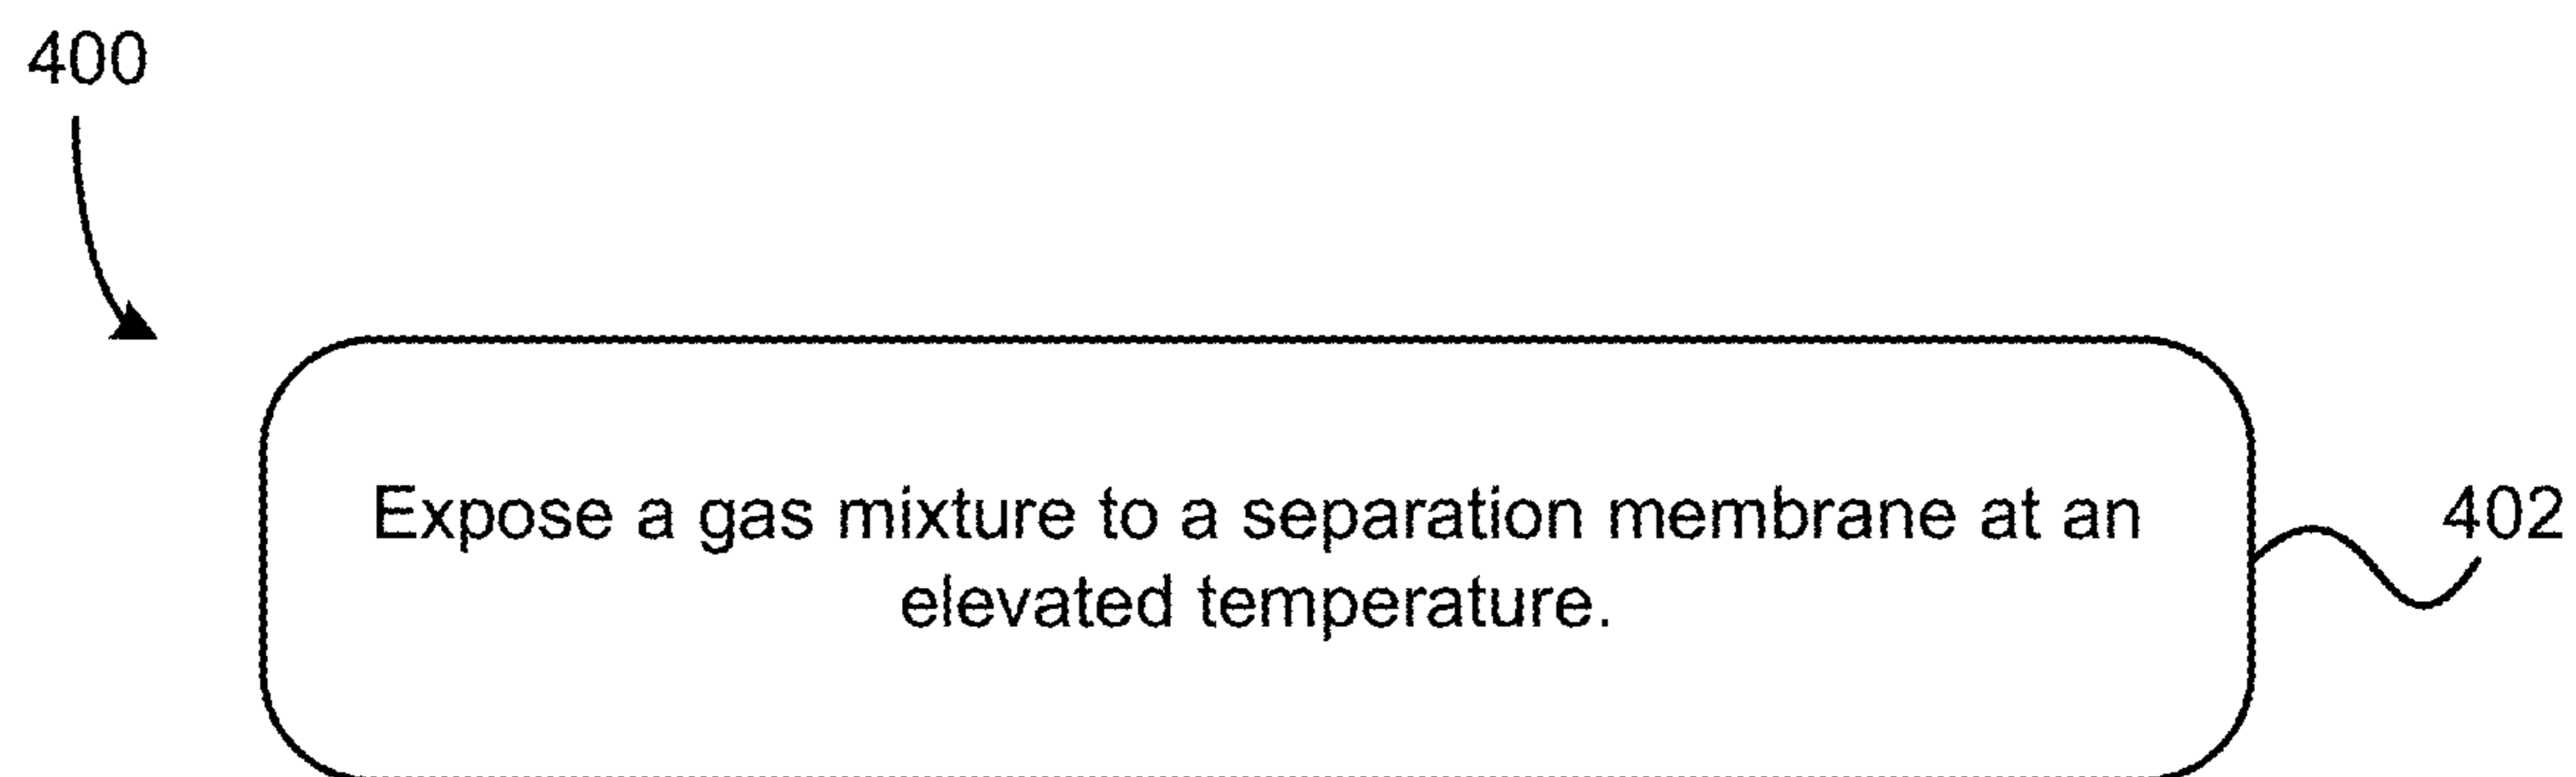 400
Expose a gas mixture to a separation membrane at an
402
elevated temperature.